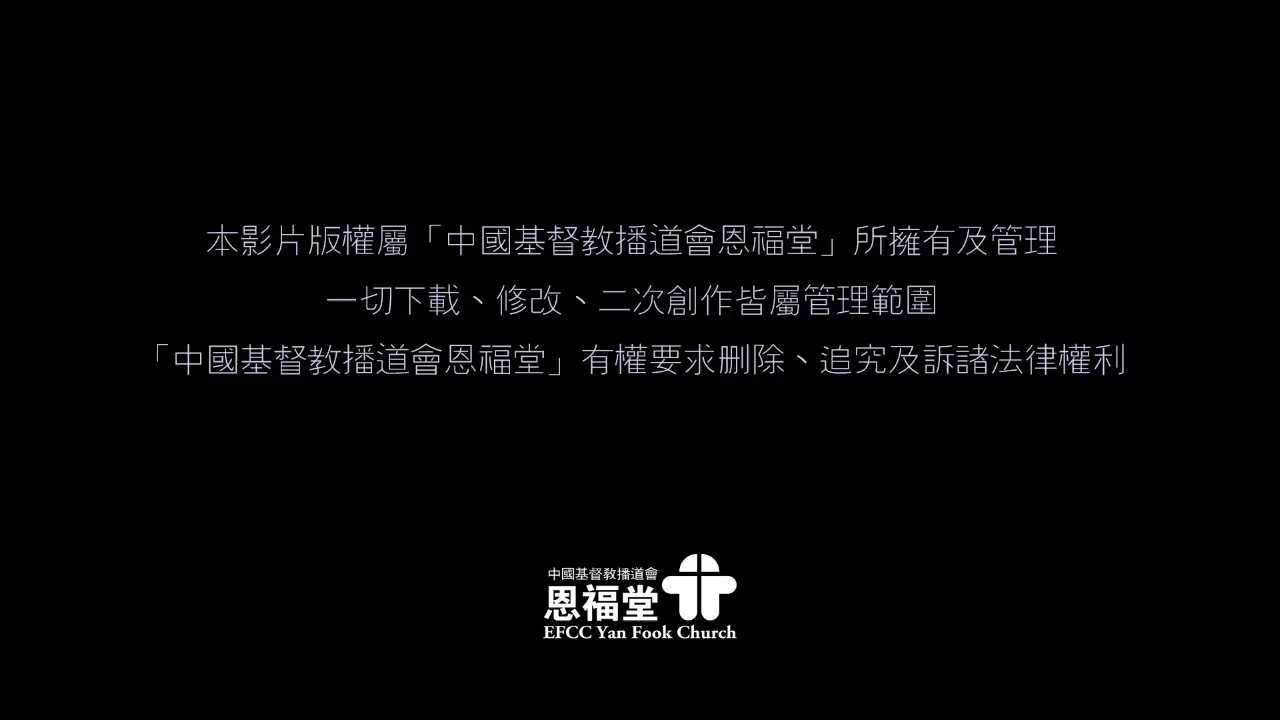 本影片版權屬「中國基督教播道會恩福堂」所擁有及管理
一切下載、修改、二次創作皆屬管理範圍
「中國基督教播道會恩福堂」有權要求刪除、追究及訴諸法律權利
中國基督教播道會
恩福堂
EFCC Yan Fook Church